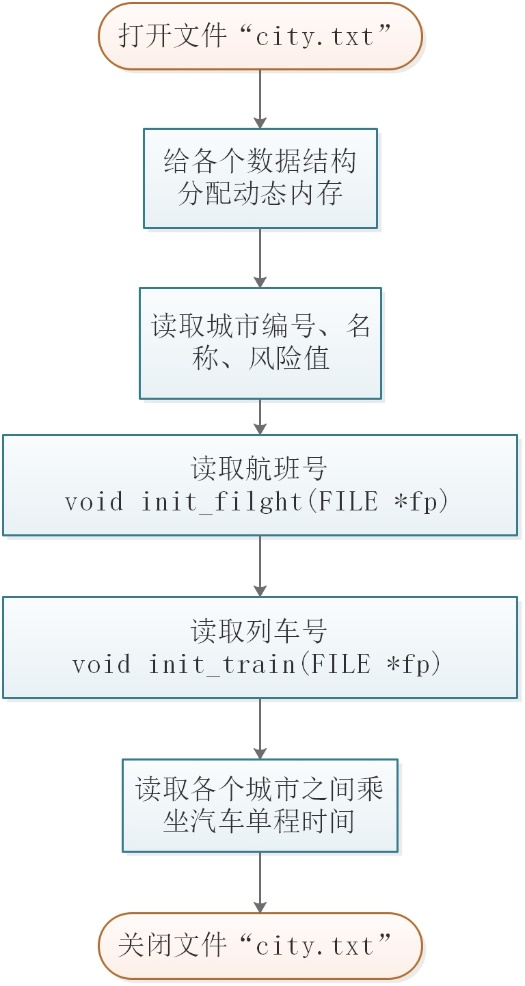 打开文件“city.txt”
给各个数据结构
分配动态内存
读取城市编号、名
称、风险值
读取航班号
void init_filght(FILE *fp)
读取列车号
void init_train(FILE *fp)
读取各个城市之间乘
坐汽车单程时间
关闭文件“city.txt”